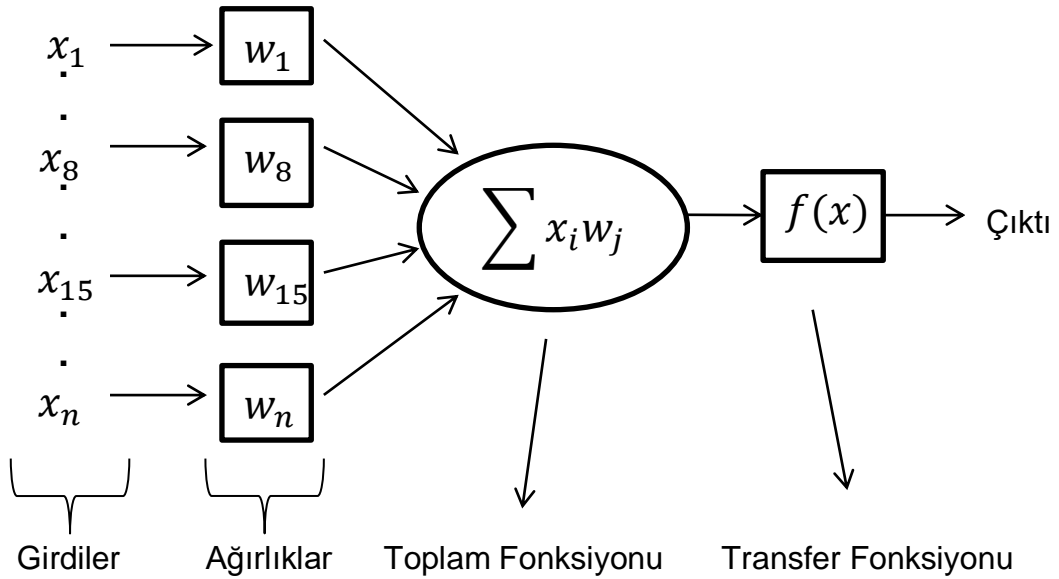 x₁ w₁
x₈ w₈
∑ xᵢwⱼ f(x) Çıktı
x₁₅ w₁₅
xₙ wₙ
Girdiler Ağırlıklar Toplam Fonksiyonu Transfer Fonksiyonu